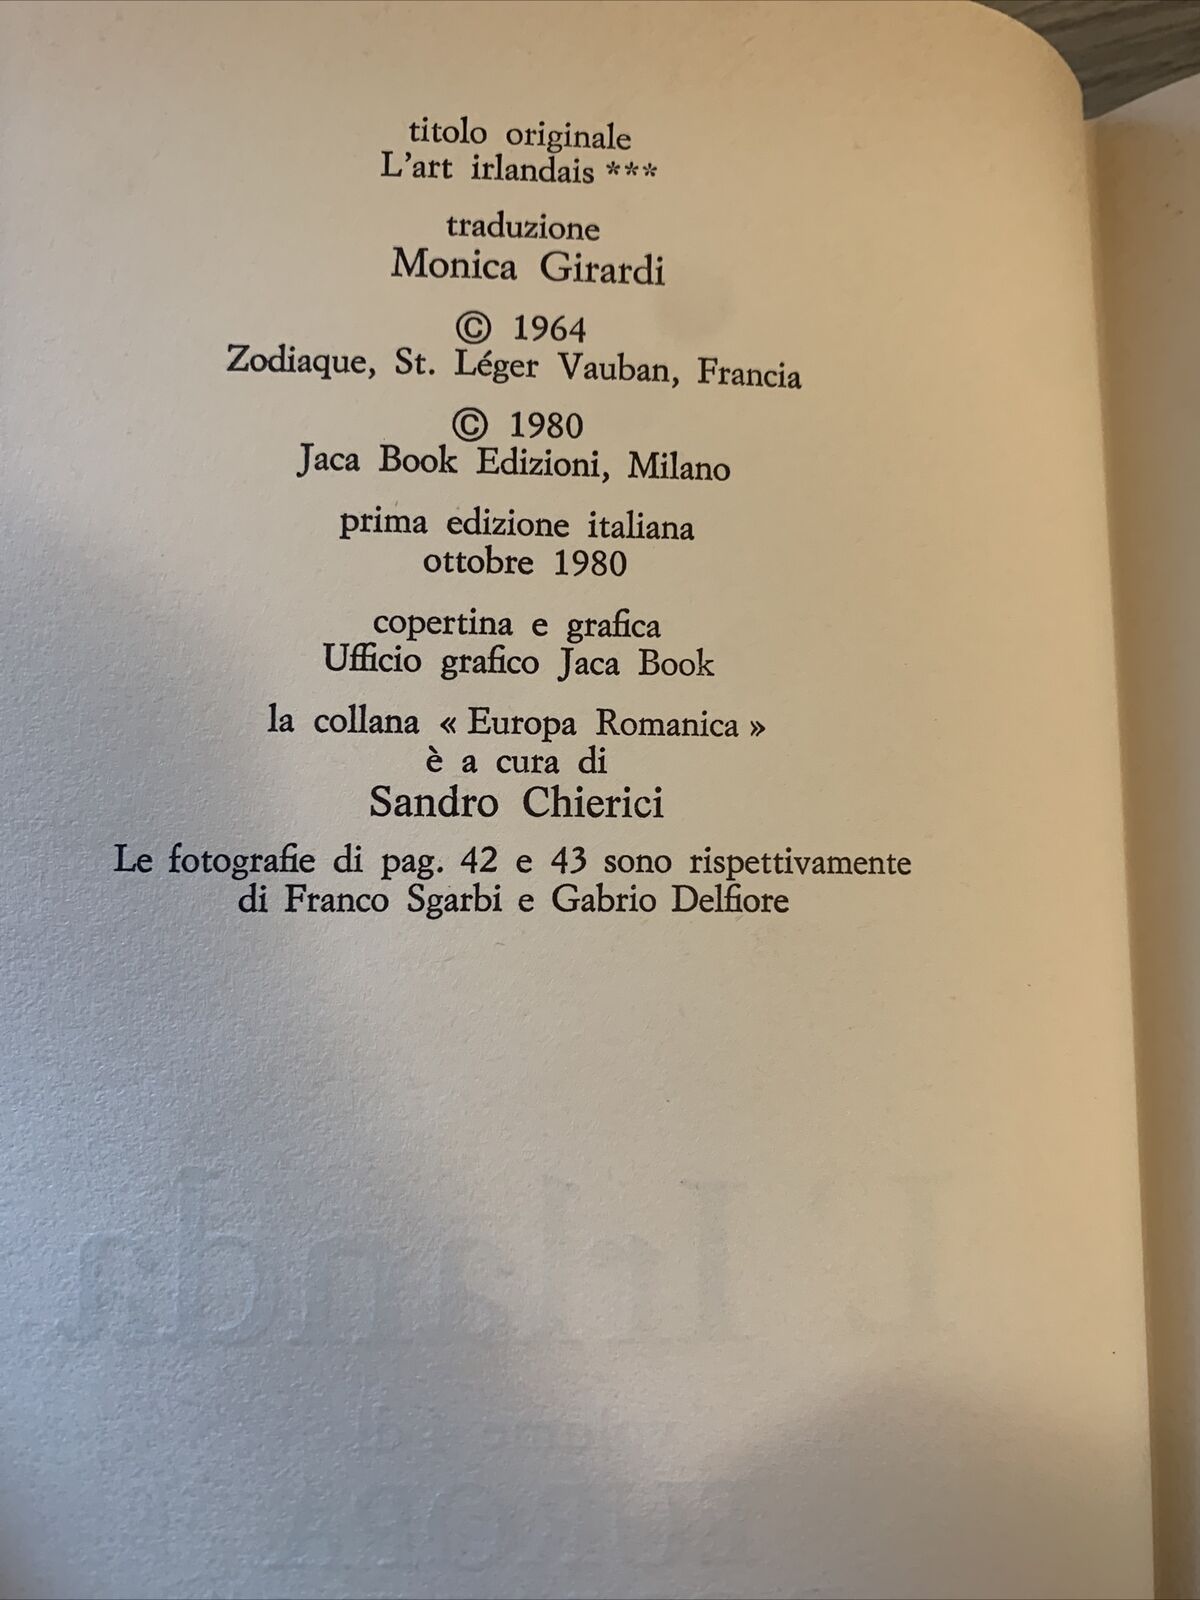 titolo originale
L'art irlandais ***
traduzione
Monica Girardi
© 1964
Zodiaque, St. Léger Vauban, Francia
© 1980
Jaca Book Edizioni, Milano
prima edizione italiana
ottobre 1980
copertina e grafica
Ufficio grafico Jaca Book
la collana « Europa Romanica »
è a cura di
Sandro Chierici
Le fotografie di pag. 42 e 43 sono rispettivamente
di Franco Sgarbi e Gabrio Delfiore
L'Irlanda